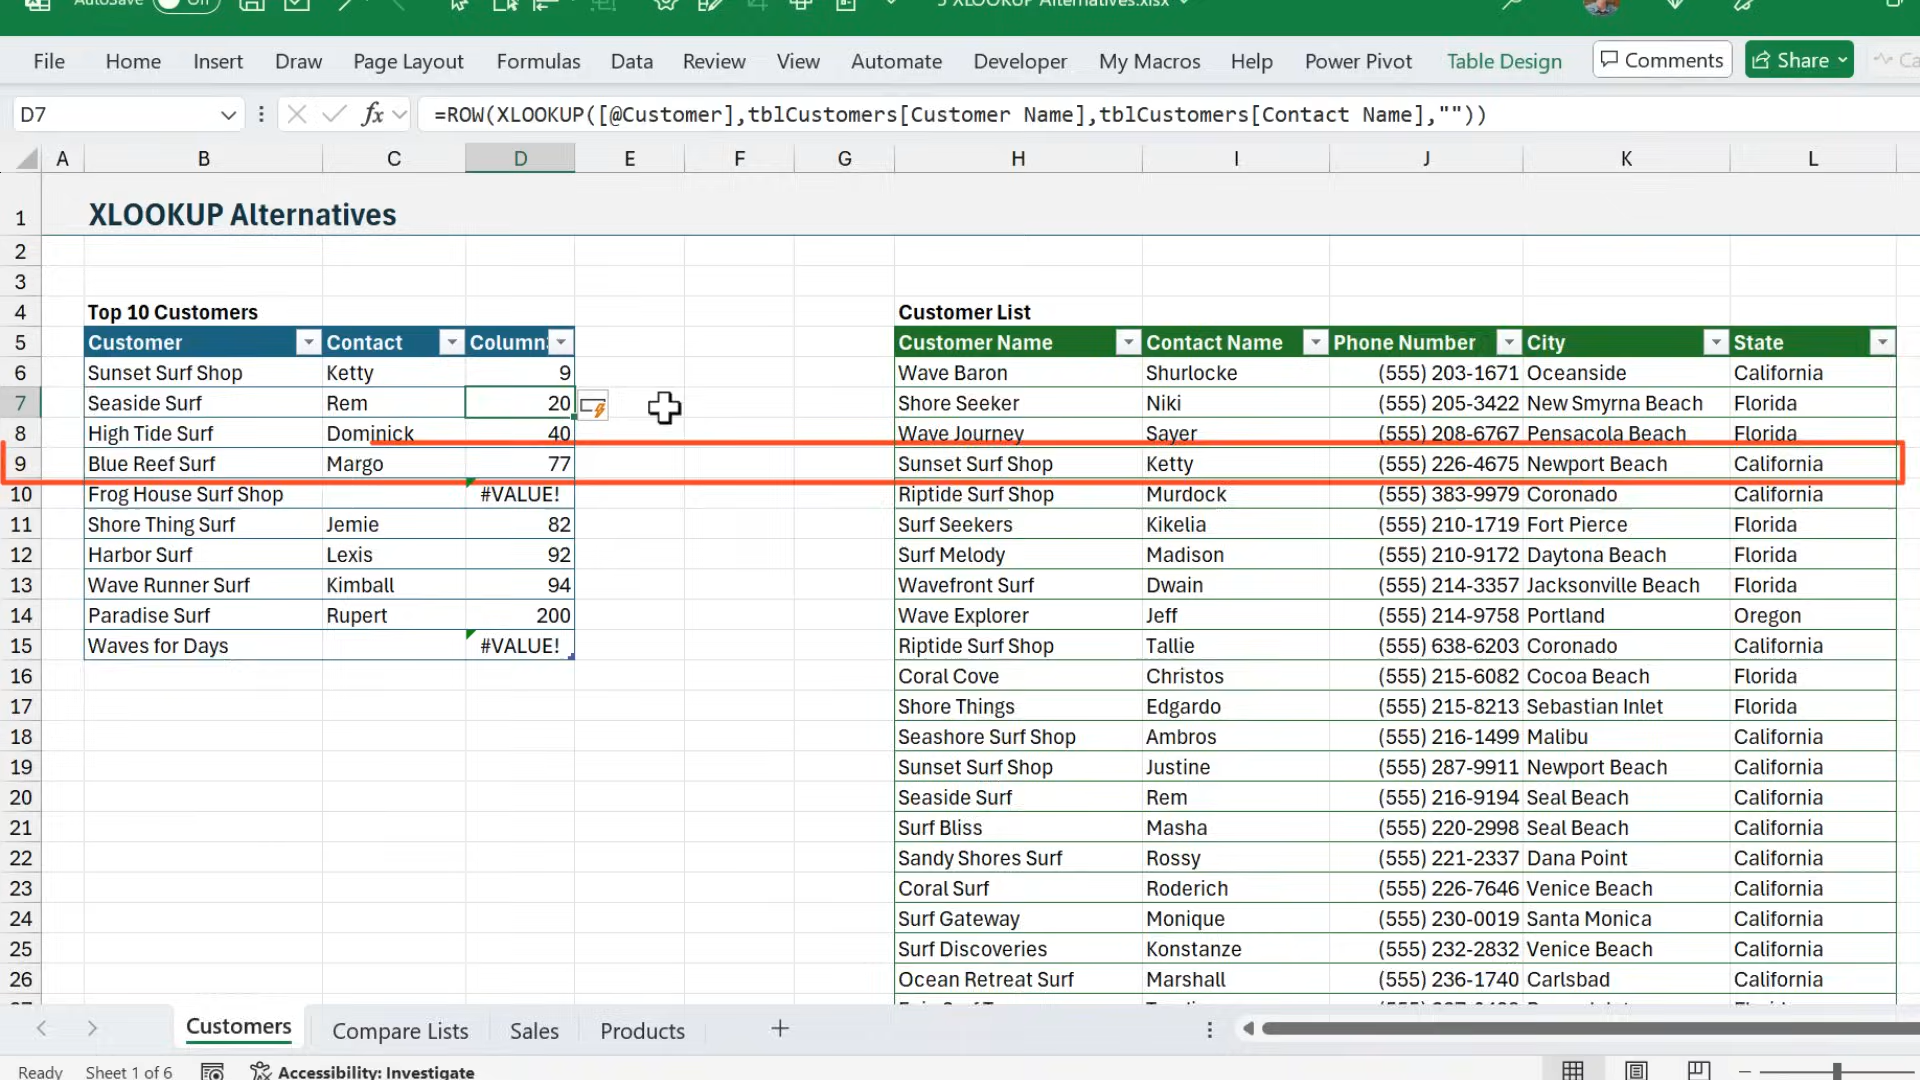 AutoSave Off 5 XLOOKUP Alternatives.xlsx
File Home Insert Draw Page Layout Formulas Data Review View Automate Developer My Macros Help Power Pivot Table Design Comments Share
D7 fx =ROW(XLOOKUP([@Customer],tblCustomers[Customer Name],tblCustomers[Contact Name],""))
A B C D E F G H I J K L
1 XLOOKUP Alternatives
2
3
4 Top 10 Customers Customer List
5 Customer Contact Column Customer Name Contact Name Phone Number City State
6 Sunset Surf Shop Ketty 9 Wave Baron Shurlocke (555) 203-1671 Oceanside California
7 Seaside Surf Rem 20 Shore Seeker Niki (555) 205-3422 New Smyrna Beach Florida
8 High Tide Surf Dominick 40 Wave Journey Sayer (555) 208-6767 Pensacola Beach Florida
9 Blue Reef Surf Margo 77 Sunset Surf Shop Ketty (555) 226-4675 Newport Beach California
10 Frog House Surf Shop #VALUE! Riptide Surf Shop Murdock (555) 383-9979 Coronado California
11 Shore Thing Surf Jemie 82 Surf Seekers Kikelia (555) 210-1719 Fort Pierce Florida
12 Harbor Surf Lexis 92 Surf Melody Madison (555) 210-9172 Daytona Beach Florida
13 Wave Runner Surf Kimball 94 Wavefront Surf Dwain (555) 214-3357 Jacksonville Beach Florida
14 Paradise Surf Rupert 200 Wave Explorer Jeff (555) 214-9758 Portland Oregon
15 Waves for Days #VALUE! Riptide Surf Shop Tallie (555) 638-6203 Coronado California
16 Coral Cove Christos (555) 215-6082 Cocoa Beach Florida
17 Shore Things Edgardo (555) 215-8213 Sebastian Inlet Florida
18 Seashore Surf Shop Ambros (555) 216-1499 Malibu California
19 Sunset Surf Shop Justine (555) 287-9911 Newport Beach California
20 Seaside Surf Rem (555) 216-9194 Seal Beach California
21 Surf Bliss Masha (555) 220-2998 Seal Beach California
22 Sandy Shores Surf Rossy (555) 221-2337 Dana Point California
23 Coral Surf Roderich (555) 226-7646 Venice Beach California
24 Surf Gateway Monique (555) 230-0019 Santa Monica California
25 Surf Discoveries Konstanze (555) 232-2832 Venice Beach California
26 Ocean Retreat Surf Marshall (555) 236-1740 Carlsbad California
Customers Compare Lists Sales Products
Ready Sheet 1 of 6 Accessibility: Investigate